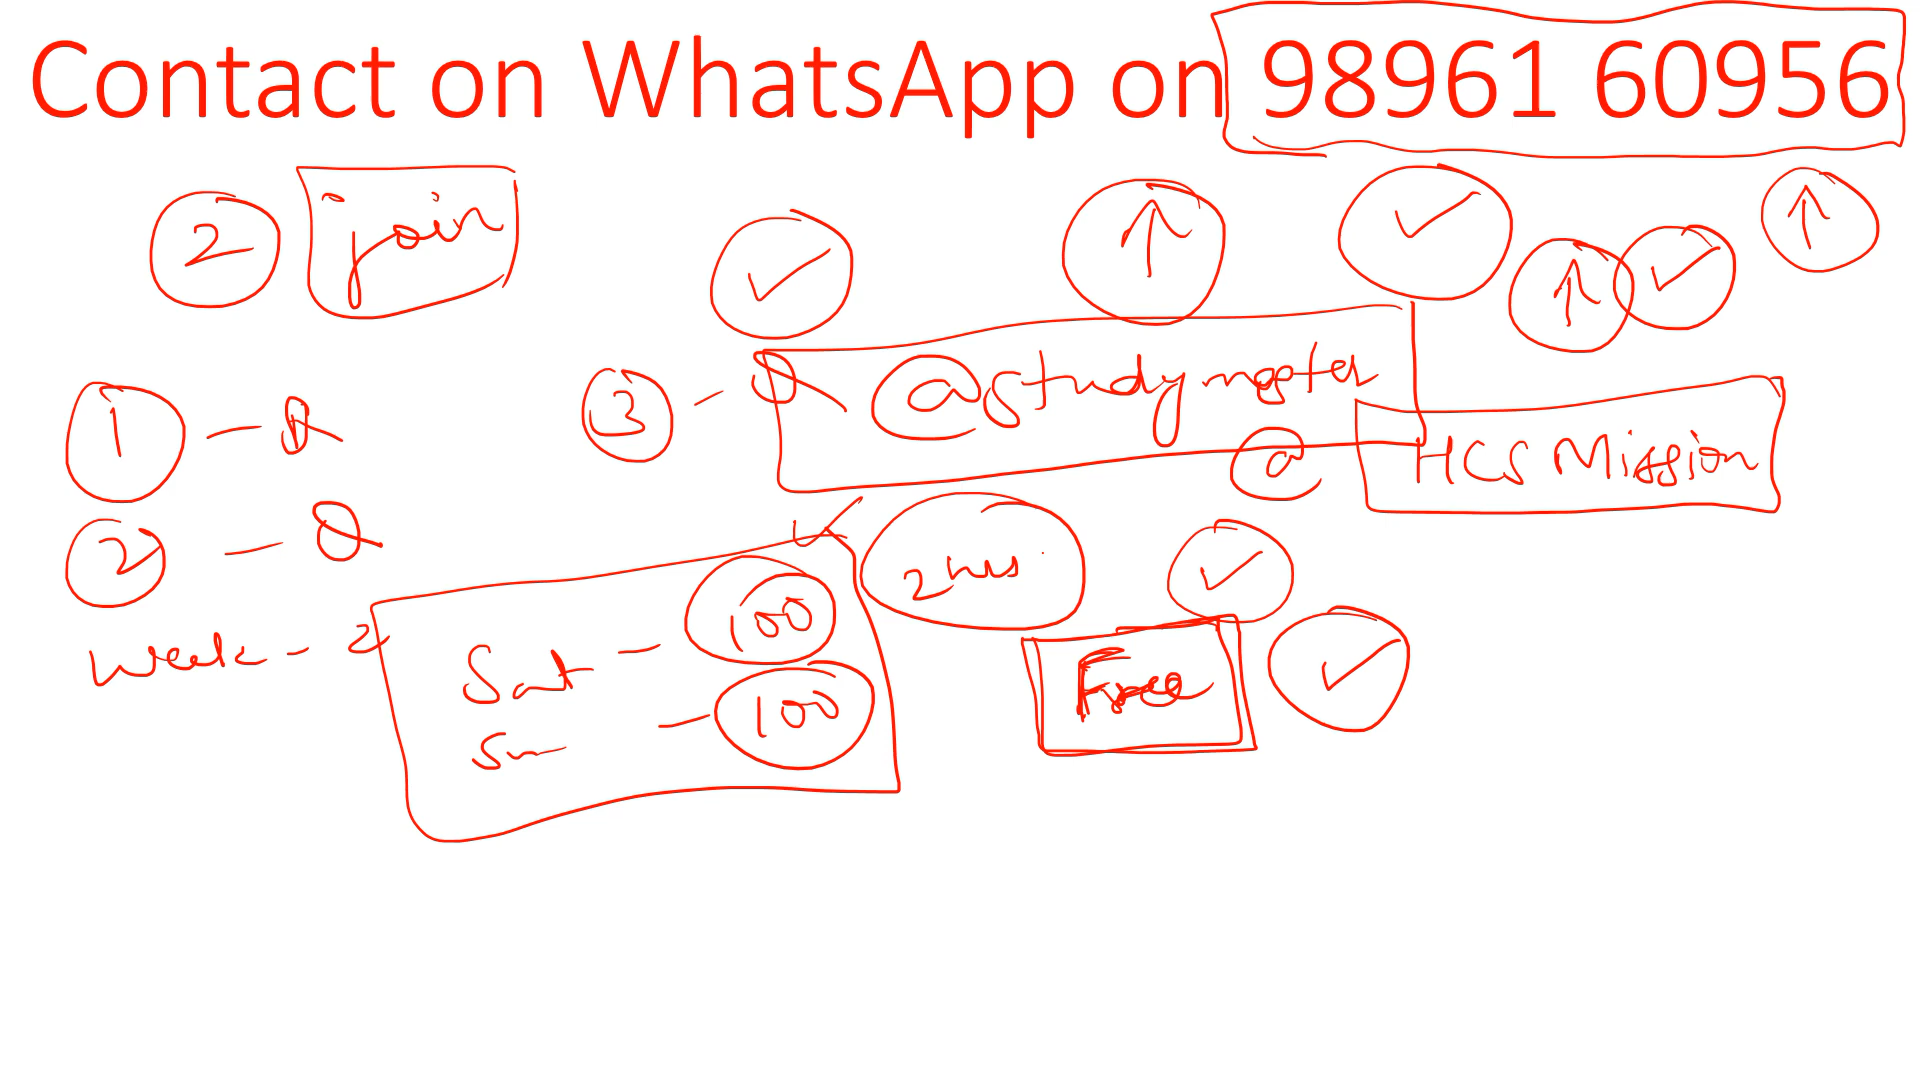 Contact on WhatsApp on 98961 60956
2 join
3 - Q @studymaster
1 - Q
@ HCS Mission
2 - Q
2 hrs
Week - 2
Sat - 100
Sun - 100
Free